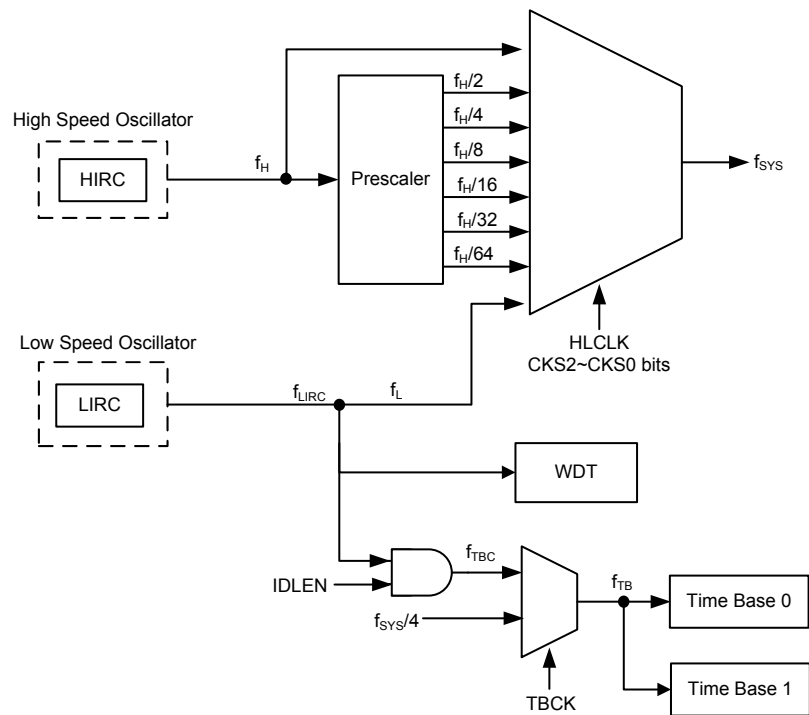 High Speed Oscillator
HIRC
fH
Prescaler
fH/2
fH/4
fH/8
fH/16
fH/32
fH/64
fSYS
HLCLK
CKS2~CKS0 bits
Low Speed Oscillator
LIRC
fLIRC
fL
WDT
IDLEN
fTBC
fSYS/4
TBCK
fTB
Time Base 0
Time Base 1